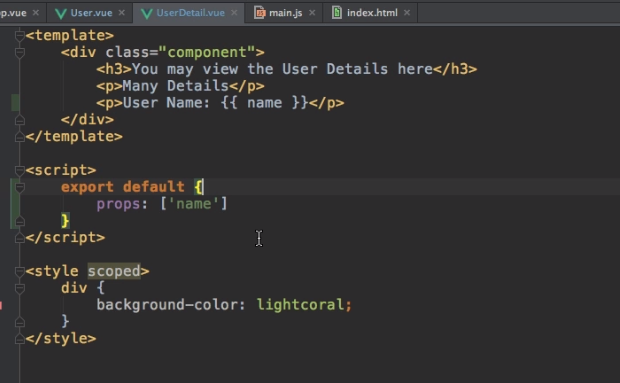 p.vue × User.vue × UserDetail.vue × main.js × index.html ×
<template>
    <div class="component">
        <h3>You may view the User Details here</h3>
        <p>Many Details</p>
        <p>User Name: {{ name }}</p>
    </div>
</template>
<script>
    export default {
        props: ['name']
    }
</script>
<style scoped>
    div {
        background-color: lightcoral;
    }
</style>